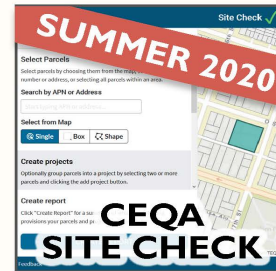 Site Check
SUMMER 2020
Select Parcels
Select parcels by choosing them from the map,
number or address, or selecting all parcels within an area.
Search by APN or Address
Select from Map
Single
Box
Shape
Create projects
Optionally group parcels into a project by selecting two or more
parcels and clicking the add project button.
Create report
Click "Create Report" for a
provisions your parcels and
CEQA
SITE CHECK
Feedback